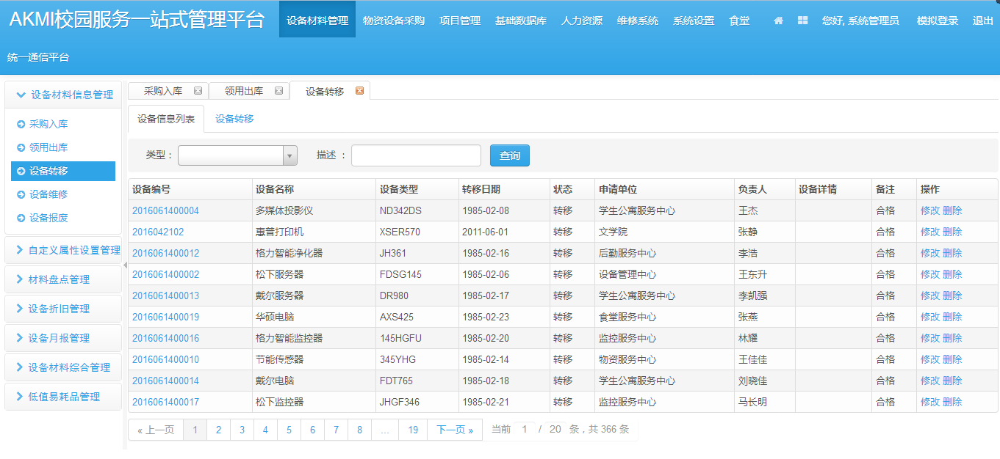 AKMI校园服务一站式管理平台 设备材料管理 物资设备采购 项目管理 基础数据库 人力资源 维修系统 系统设置 食堂 您好, 系统管理员 模拟登录 退出
统一通信平台
设备材料信息管理
采购入库
领用出库
设备转移
设备维修
设备报废
自定义属性设置管理
材料盘点管理
设备折旧管理
设备月报管理
设备材料综合管理
低值易耗品管理
采购入库 领用出库 设备转移
设备信息列表 设备转移
类型： 描述 ： 查询
设备编号 设备名称 设备类型 转移日期 状态 申请单位 负责人 设备详情 备注 操作
2016061400004 多媒体投影仪 ND342DS 1985-02-08 转移 学生公寓服务中心 王杰 合格 修改 删除
2016042102 惠普打印机 XSER570 2011-06-01 转移 文学院 张静 合格 修改 删除
2016061400012 格力智能净化器 JH361 1985-02-16 转移 后勤服务中心 李浩 合格 修改 删除
2016061400002 松下服务器 FDSG145 1985-02-06 转移 设备管理中心 王东升 合格 修改 删除
2016061400013 戴尔服务器 DR980 1985-02-17 转移 学生公寓服务中心 李凯强 合格 修改 删除
2016061400019 华硕电脑 AXS425 1985-02-23 转移 食堂服务中心 张燕 合格 修改 删除
2016061400016 格力智能监控器 145HGFU 1985-02-20 转移 监控服务中心 林耀 合格 修改 删除
2016061400010 节能传感器 345YHG 1985-02-14 转移 物资服务中心 王佳佳 合格 修改 删除
2016061400014 戴尔电脑 FDT765 1985-02-18 转移 学生公寓服务中心 刘晓佳 合格 修改 删除
2016061400017 松下监控器 JHGF346 1985-02-21 转移 监控服务中心 马长明 合格 修改 删除
« 上一页 1 2 3 4 5 6 7 8 ... 19 下一页 » 当前 1 / 20 条 , 共 366 条